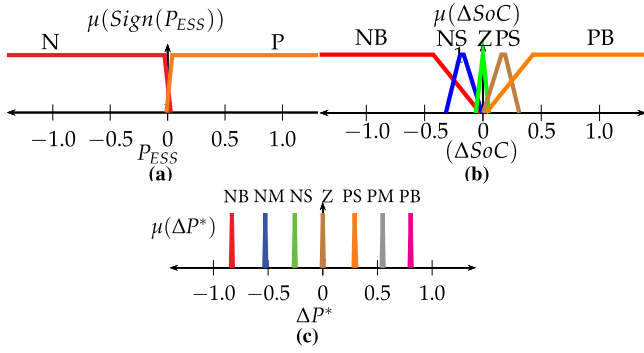 μ(Sign(P_ESS))
N P
−1.0 −0.5 0 0.5 1.0
P_ESS
(a)
μ(ΔSoC)
NB NS Z PS PB
−1.0 −0.5 0 0.5 1.0
(ΔSoC)
(b)
NB NM NS Z PS PM PB
μ(ΔP*)
−1.0 −0.5 0 0.5 1.0
ΔP*
(c)